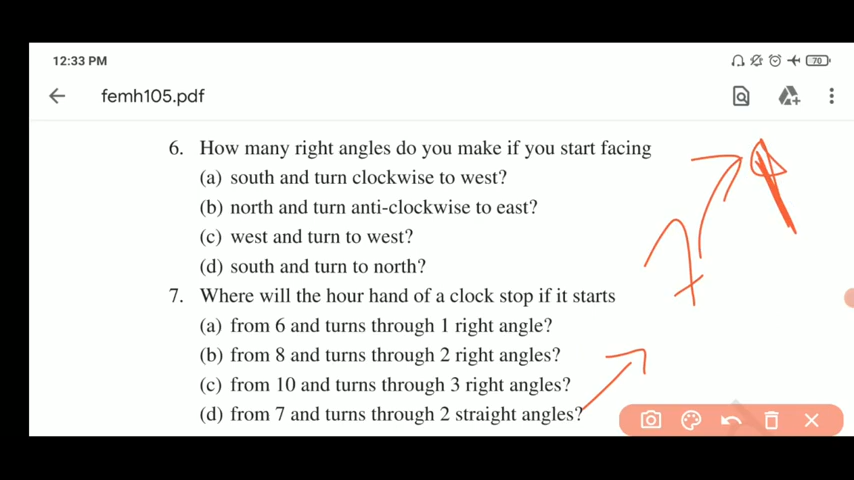 12:33 PM
70
femh105.pdf
6. How many right angles do you make if you start facing
(a) south and turn clockwise to west?
(b) north and turn anti-clockwise to east?
(c) west and turn to west?
(d) south and turn to north?
7. Where will the hour hand of a clock stop if it starts
(a) from 6 and turns through 1 right angle?
(b) from 8 and turns through 2 right angles?
(c) from 10 and turns through 3 right angles?
(d) from 7 and turns through 2 straight angles?